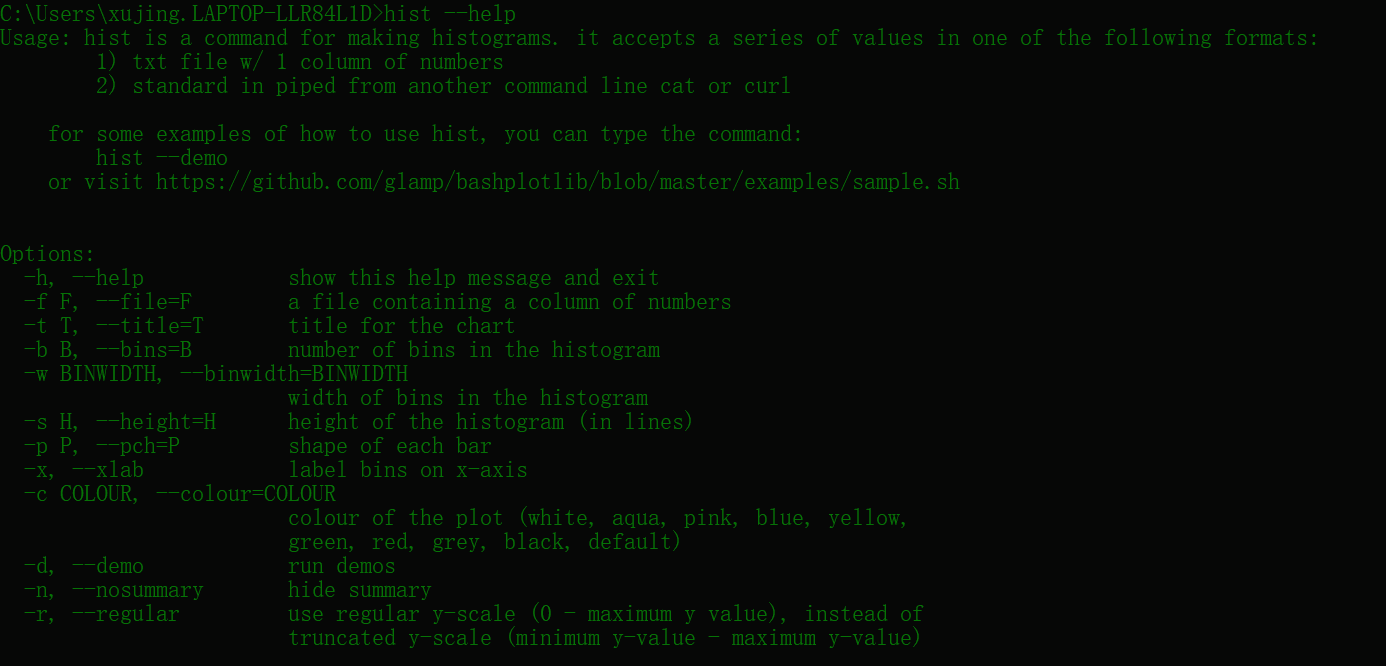 C:\Users\xujing.LAPTOP-LLR84L1D>hist --help
Usage: hist is a command for making histograms. it accepts a series of values in one of the following formats:
        1) txt file w/ 1 column of numbers
        2) standard in piped from another command line cat or curl

    for some examples of how to use hist, you can type the command:
        hist --demo
    or visit https://github.com/glamp/bashplotlib/blob/master/examples/sample.sh


Options:
  -h, --help            show this help message and exit
  -f F, --file=F        a file containing a column of numbers
  -t T, --title=T       title for the chart
  -b B, --bins=B        number of bins in the histogram
  -w BINWIDTH, --binwidth=BINWIDTH
                        width of bins in the histogram
  -s H, --height=H      height of the histogram (in lines)
  -p P, --pch=P         shape of each bar
  -x, --xlab            label bins on x-axis
  -c COLOUR, --colour=COLOUR
                        colour of the plot (white, aqua, pink, blue, yellow,
                        green, red, grey, black, default)
  -d, --demo            run demos
  -n, --nosummary       hide summary
  -r, --regular         use regular y-scale (0 - maximum y value), instead of
                        truncated y-scale (minimum y-value - maximum y-value)